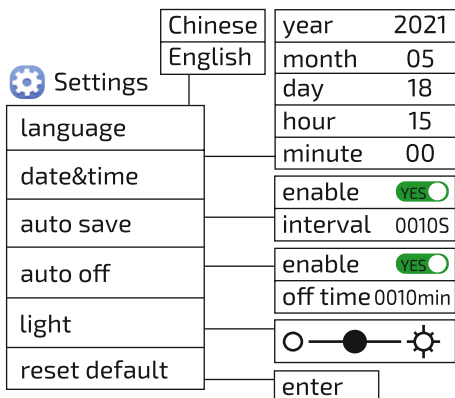 Settings
language
date&time
auto save
auto off
light
reset default
Chinese
English
year 2021
month 05
day 18
hour 15
minute 00
enable YES
interval 0010S
enable YES
off time 0010min
enter